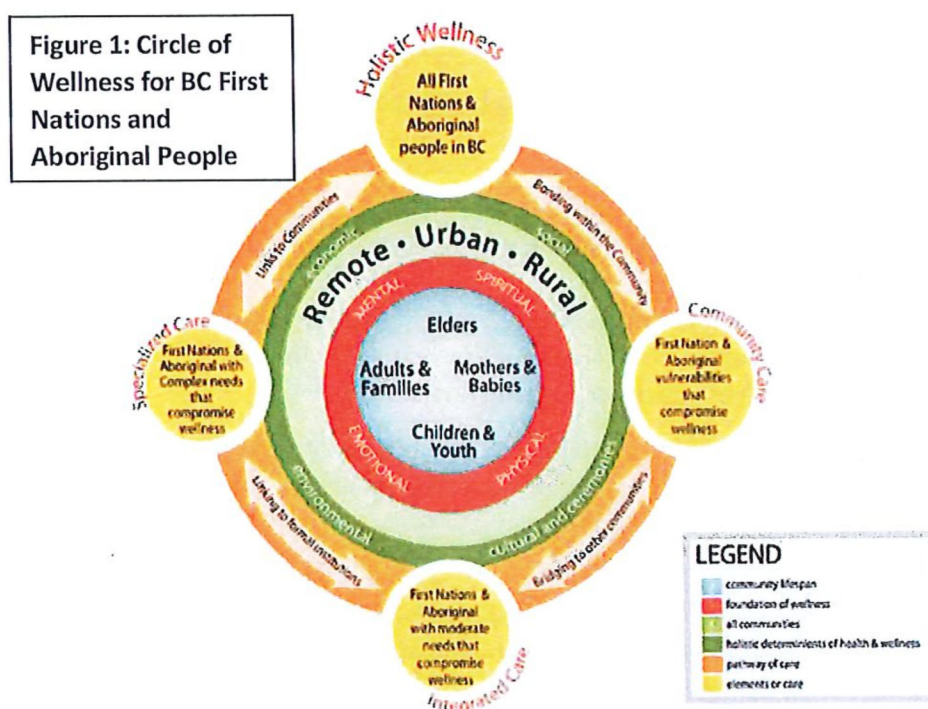 Figure 1: Circle of
Wellness for BC First
Nations and
Aboriginal People
Holistic Wellness
All First
Nations &
Aboriginal
people in BC
Links to Communities
Bonding within the Community
economic
social
Remote • Urban • Rural
MENTAL
SPIRITUAL
Elders
Adults &
Families
Mothers &
Babies
Children &
Youth
EMOTIONAL
PHYSICAL
environmental
cultural and ceremonies
Specialized Care
First Nations &
Aboriginal with
Complex needs
that
compromise
wellness
Community Care
First Nation &
Aboriginal
vulnerabilities
that
compromise
wellness
Linking to formal institutions
Bridging to other communities
First Nations &
Aboriginal
with moderate
needs that
compromise
wellness
Integrated Care
LEGEND
community lifespan
foundation of wellness
all communities
holistic determinients of health & wellness
pathway of care
elements or care